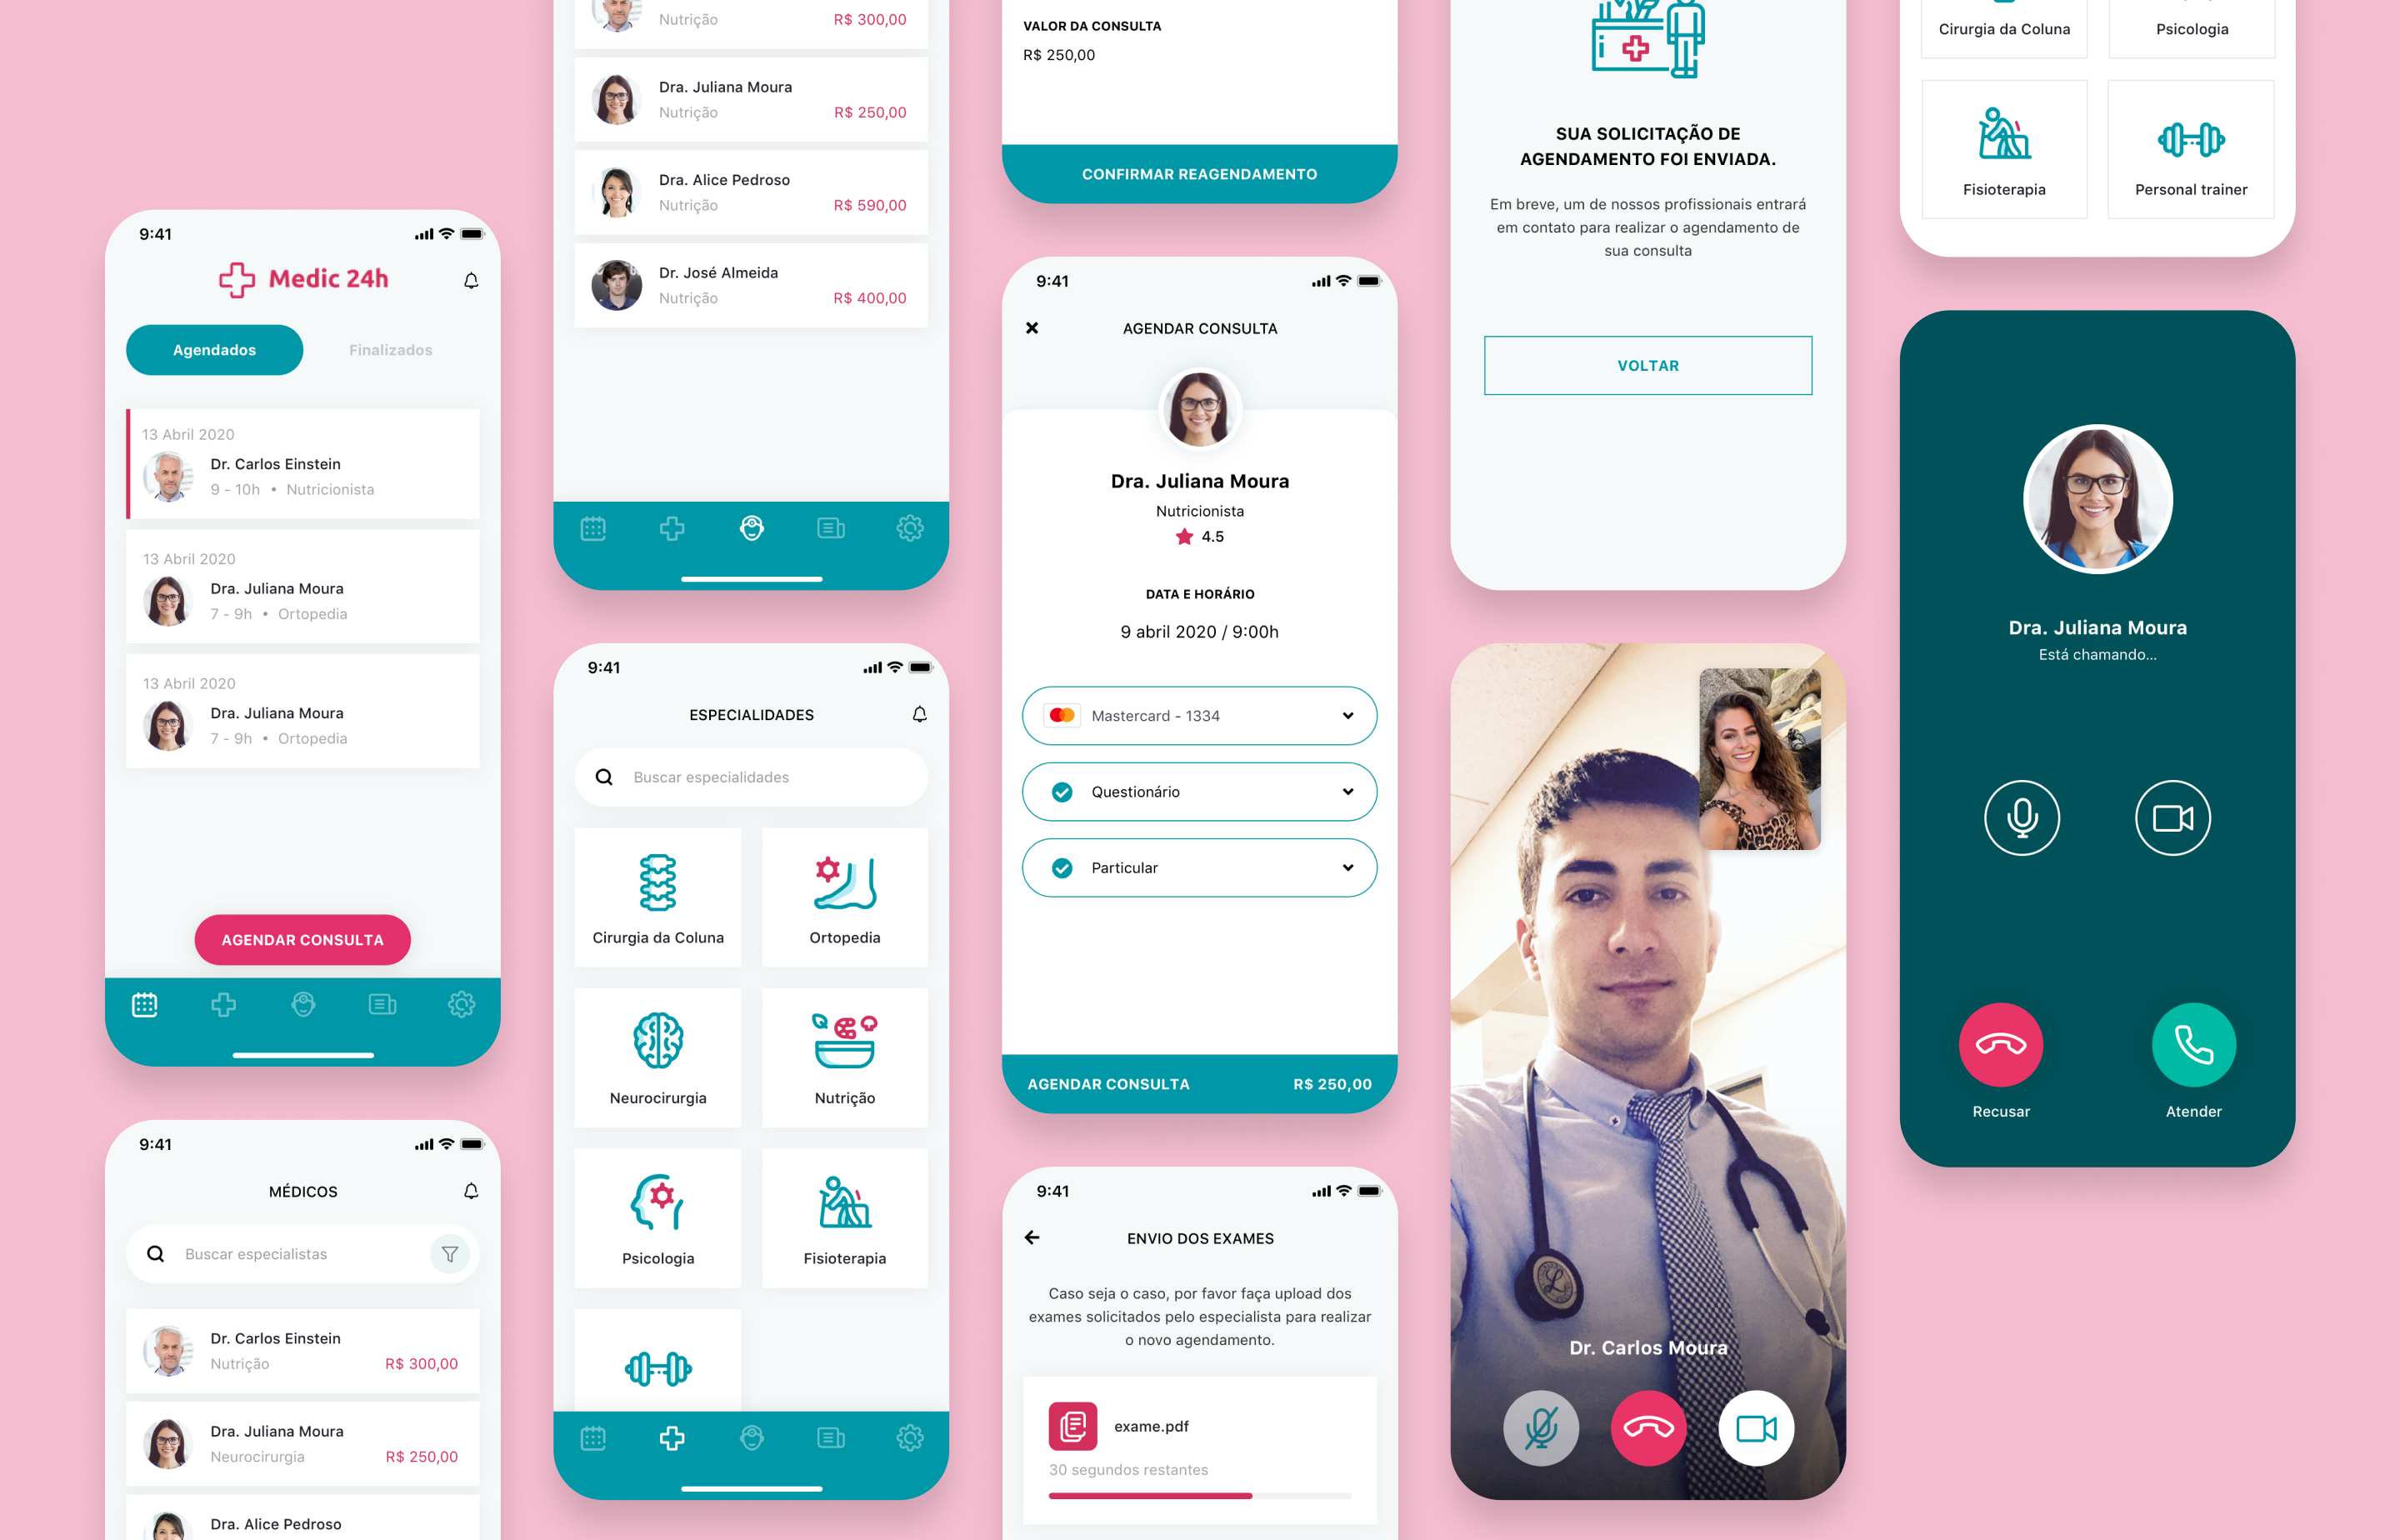 9:41
Medic 24h
Agendados
Finalizados
13 Abril 2020
Dr. Carlos Einstein
9 - 10h • Nutricionista
13 Abril 2020
Dra. Juliana Moura
7 - 9h • Ortopedia
13 Abril 2020
Dra. Juliana Moura
7 - 9h • Ortopedia
AGENDAR CONSULTA
9:41
MÉDICOS
Buscar especialistas
Dr. Carlos Einstein
Nutrição R$ 300,00
Dra. Juliana Moura
Neurocirurgia R$ 250,00
Dra. Alice Pedroso
Nutrição R$ 300,00
Dra. Juliana Moura
Nutrição R$ 250,00
Dra. Alice Pedroso
Nutrição R$ 590,00
Dr. José Almeida
Nutrição R$ 400,00
9:41
ESPECIALIDADES
Buscar especialidades
Cirurgia da Coluna
Ortopedia
Neurocirurgia
Nutrição
Psicologia
Fisioterapia
VALOR DA CONSULTA
R$ 250,00
CONFIRMAR REAGENDAMENTO
9:41
AGENDAR CONSULTA
Dra. Juliana Moura
Nutricionista
4.5
DATA E HORÁRIO
9 abril 2020 / 9:00h
Mastercard - 1334
Questionário
Particular
AGENDAR CONSULTA R$ 250,00
9:41
ENVIO DOS EXAMES
Caso seja o caso, por favor faça upload dos
exames solicitados pelo especialista para realizar
o novo agendamento.
exame.pdf
30 segundos restantes
SUA SOLICITAÇÃO DE
AGENDAMENTO FOI ENVIADA.
Em breve, um de nossos profissionais entrará
em contato para realizar o agendamento de
sua consulta
VOLTAR
Dr. Carlos Moura
Cirurgia da Coluna
Psicologia
Fisioterapia
Personal trainer
Dra. Juliana Moura
Está chamando...
Recusar
Atender